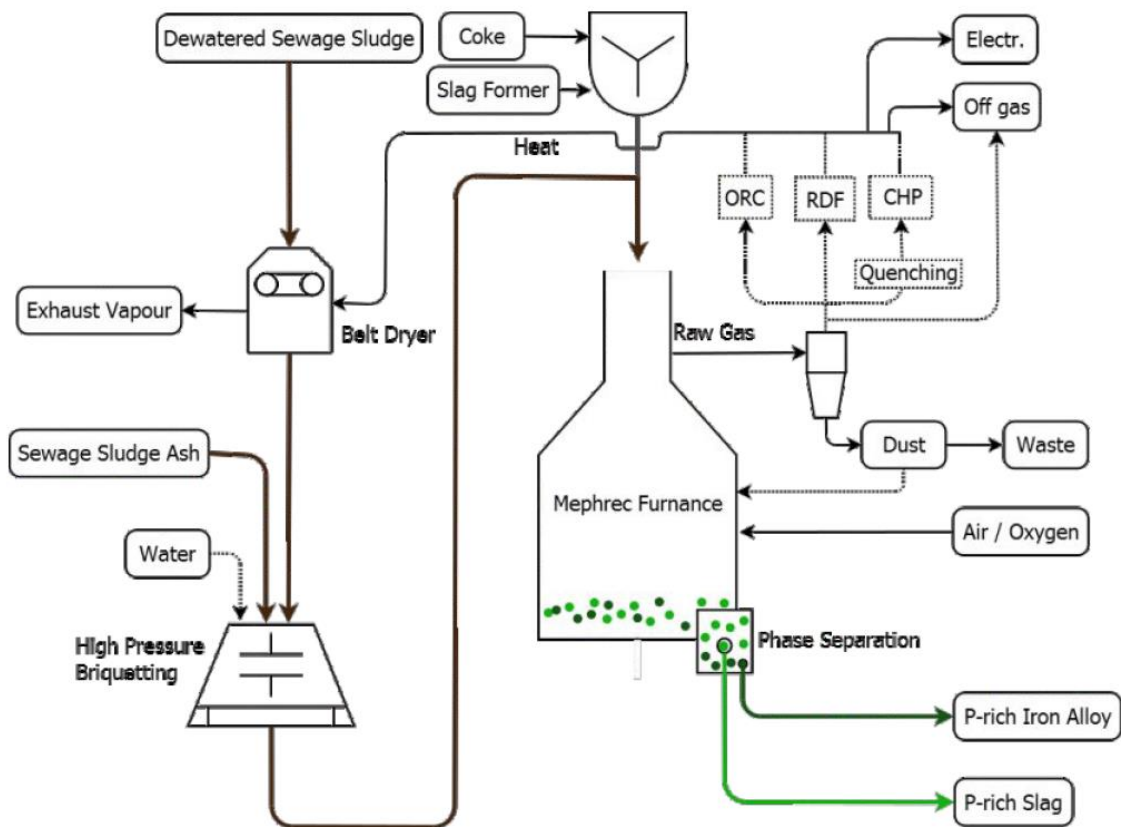 Dewatered Sewage Sludge
Coke
Electr.
Slag Former
Off gas
Heat
ORC
RDF
CHP
Quenching
Exhaust Vapour
Belt Dryer
Raw Gas
Sewage Sludge Ash
Dust
Waste
Mephrec Furnance
Air / Oxygen
Water
High Pressure
Briquetting
Phase Separation
P-rich Iron Alloy
P-rich Slag